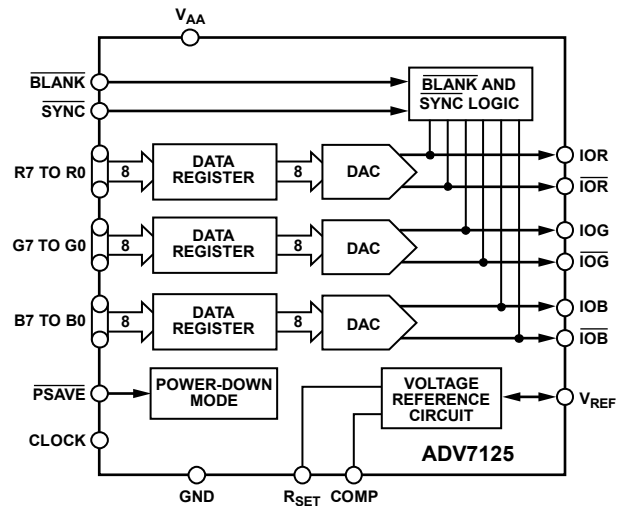 VAA
BLANK
SYNC
BLANK AND
SYNC LOGIC
R7 TO R0
8
DATA
REGISTER
8
DAC
IOR
IOR
G7 TO G0
8
DATA
REGISTER
8
DAC
IOG
IOG
B7 TO B0
8
DATA
REGISTER
8
DAC
IOB
IOB
PSAVE
POWER-DOWN
MODE
VOLTAGE
REFERENCE
CIRCUIT
VREF
CLOCK
ADV7125
GND
RSET
COMP